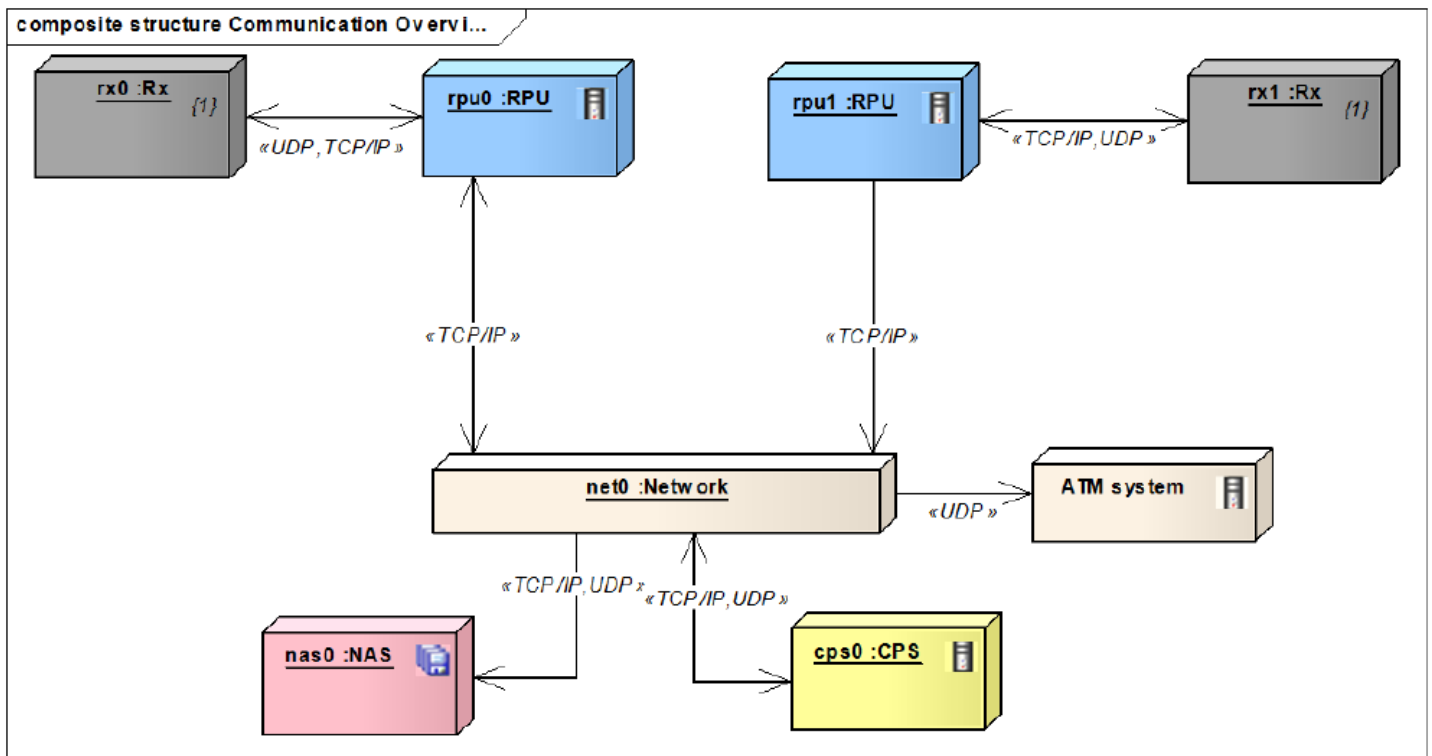 composite structure Communication Overvi...
rx0 :Rx
{1}
rpu0 :RPU
rpu1 :RPU
rx1 :Rx
{1}
«UDP,TCP/IP»
«TCP/IP,UDP»
«TCP/IP»
«TCP/IP»
net0 :Network
ATM system
«UDP»
«TCP/IP,UDP»
«TCP/IP,UDP»
nas0 :NAS
cps0 :CPS